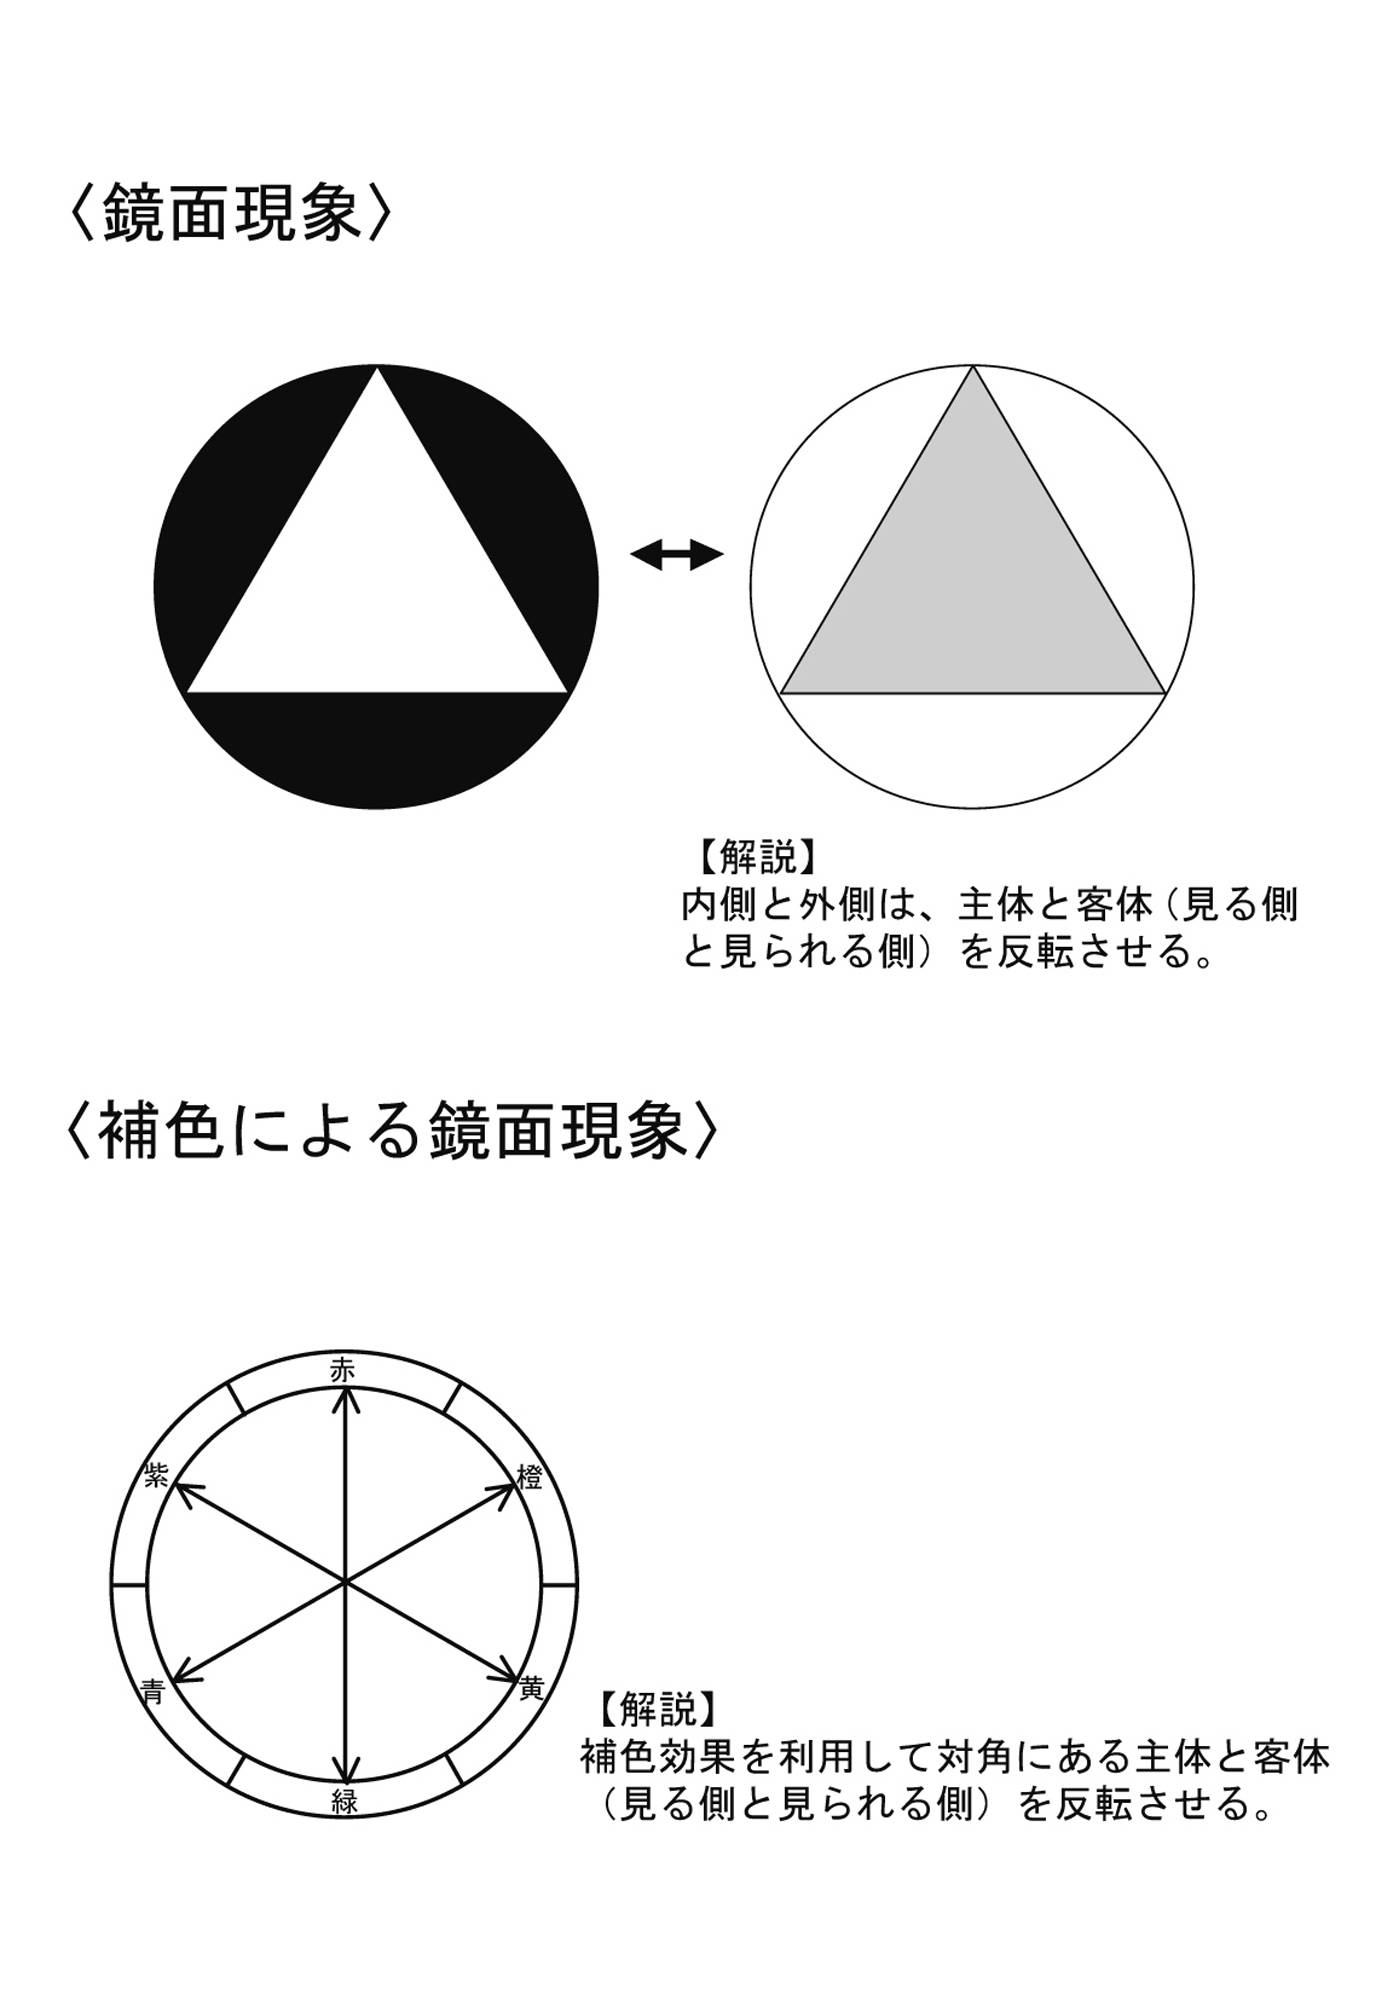 〈鏡面現象〉
【解説】
内側と外側は、主体と客体(見る側
と見られる側）を反転させる。
〈補色による鏡面現象〉
赤
紫
橙
青
黄
緑
【解説】
補色効果を利用して対角にある主体と客体
（見る側と見られる側）を反転させる。